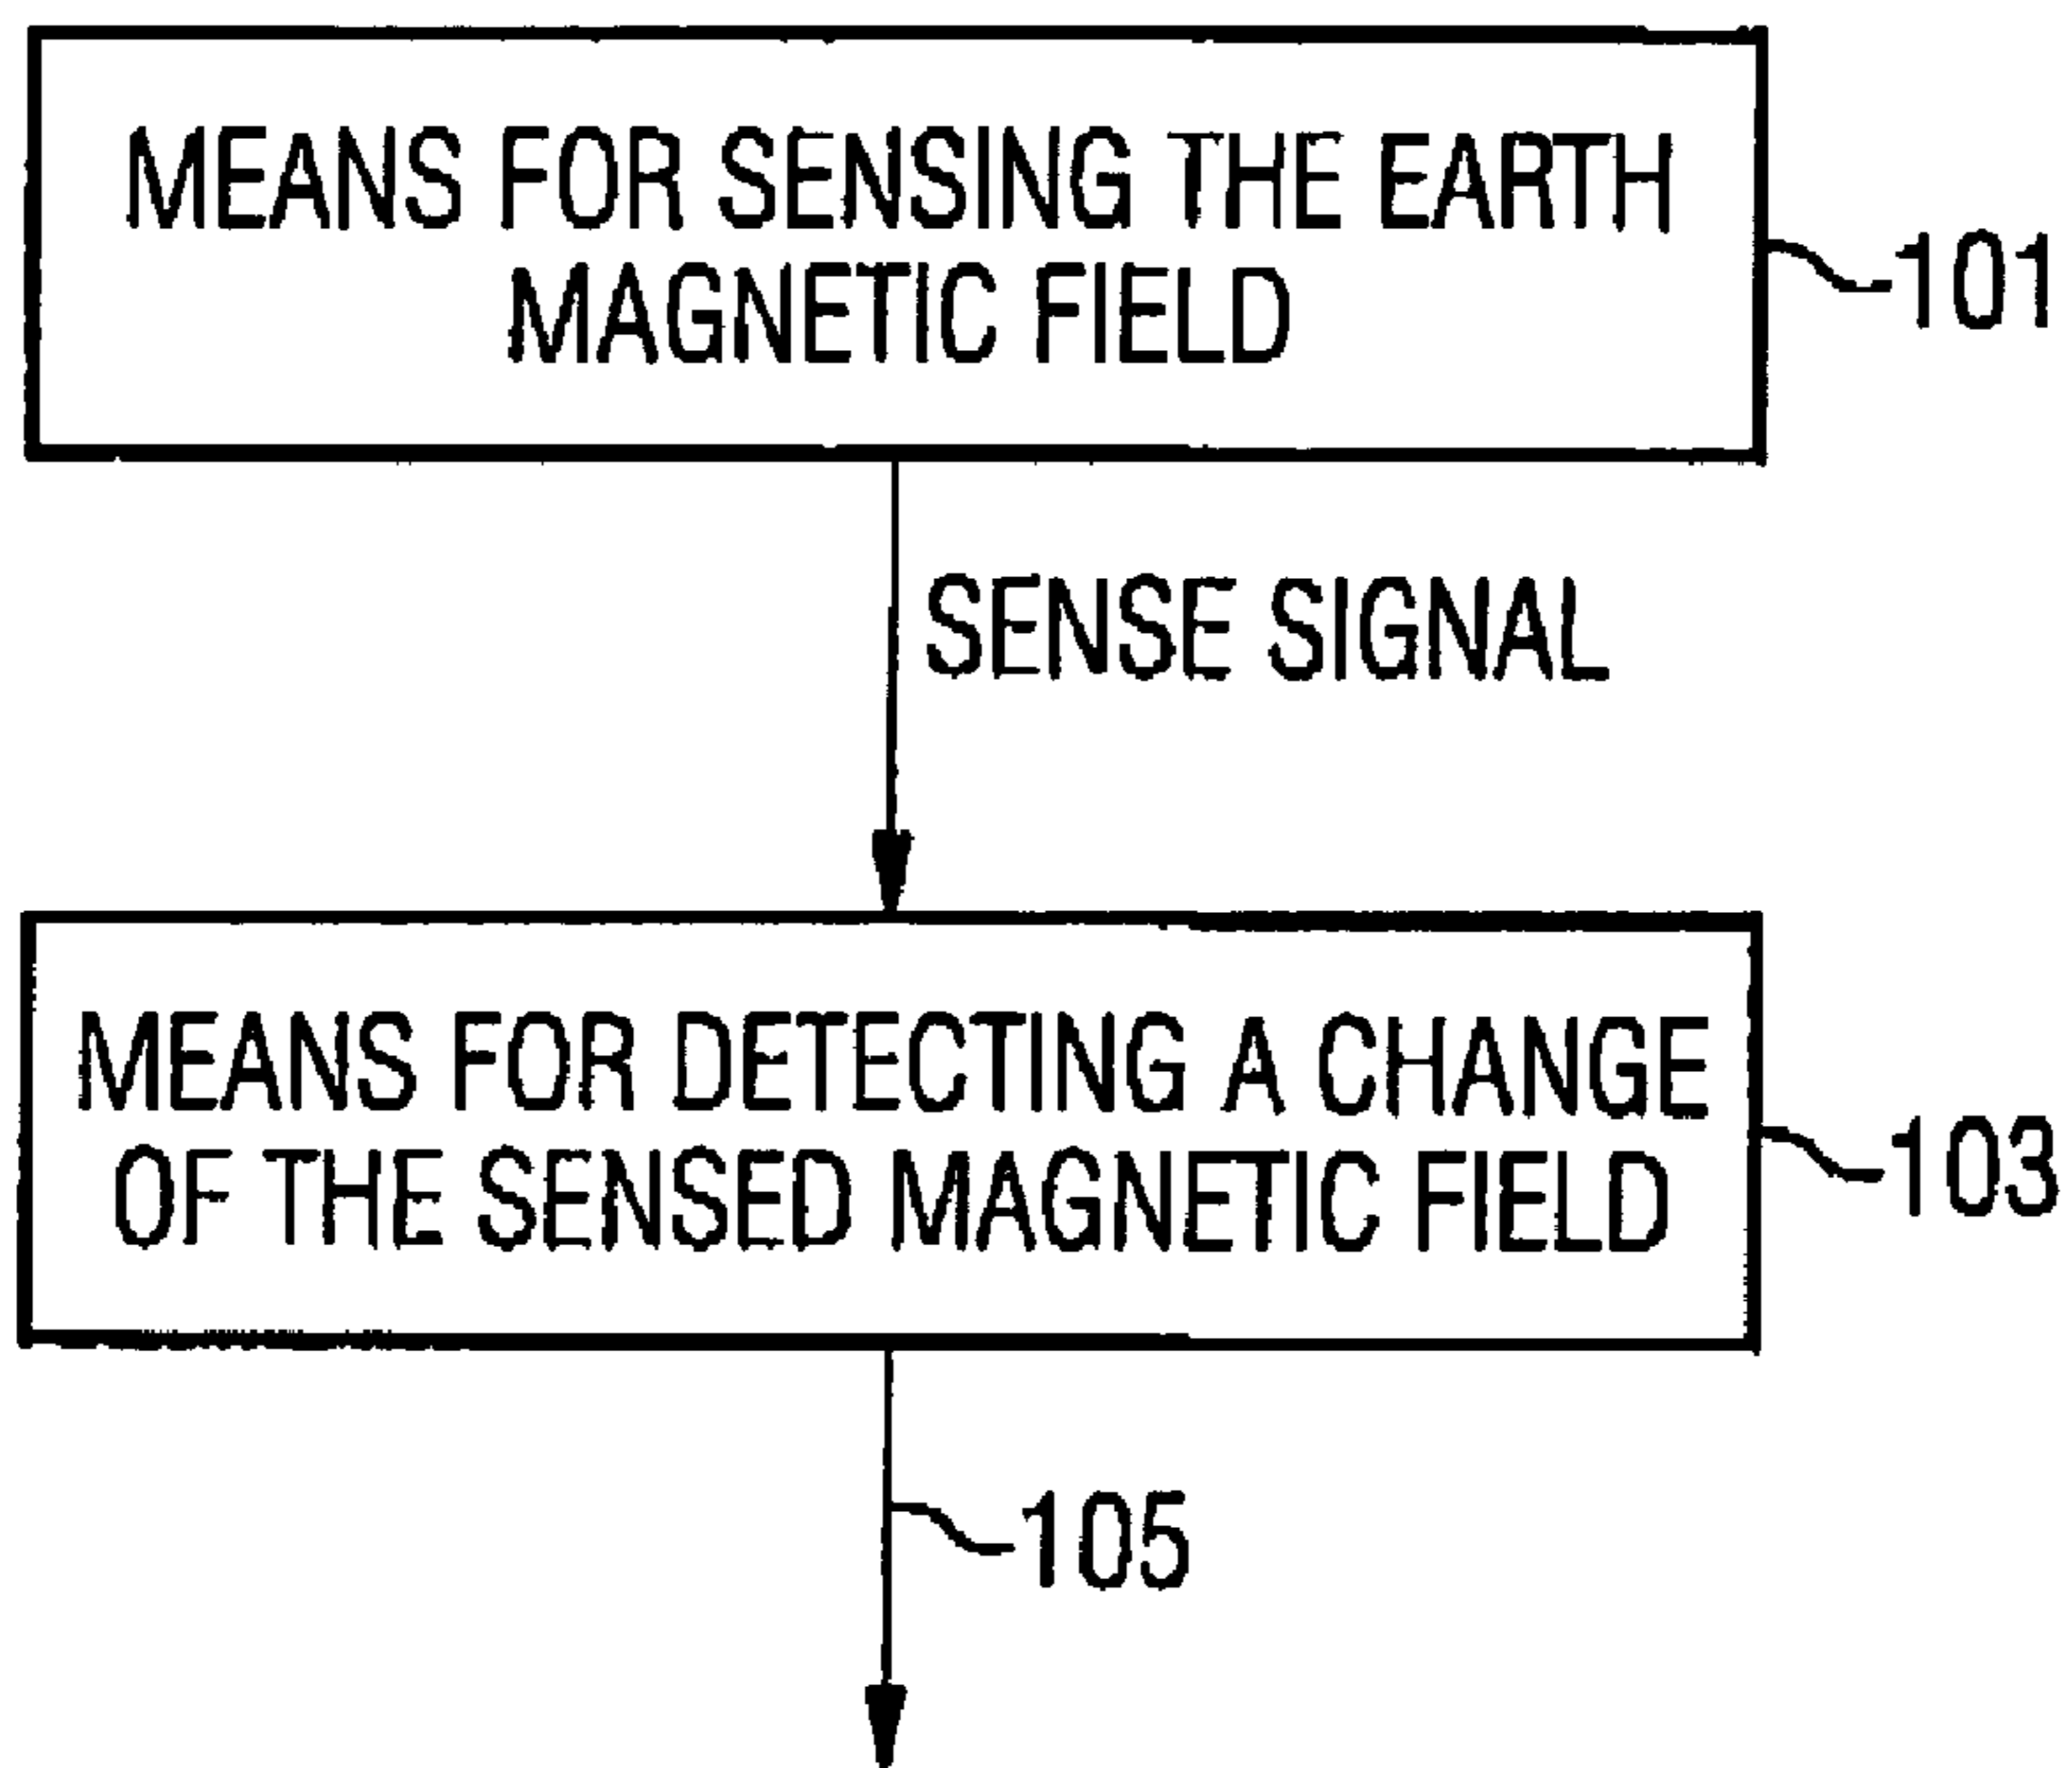 MEANS FOR SENSING THE EARTH
MAGNETIC FIELD
101
SENSE SIGNAL
MEANS FOR DETECTING A CHANGE
OF THE SENSED MAGNETIC FIELD
103
105